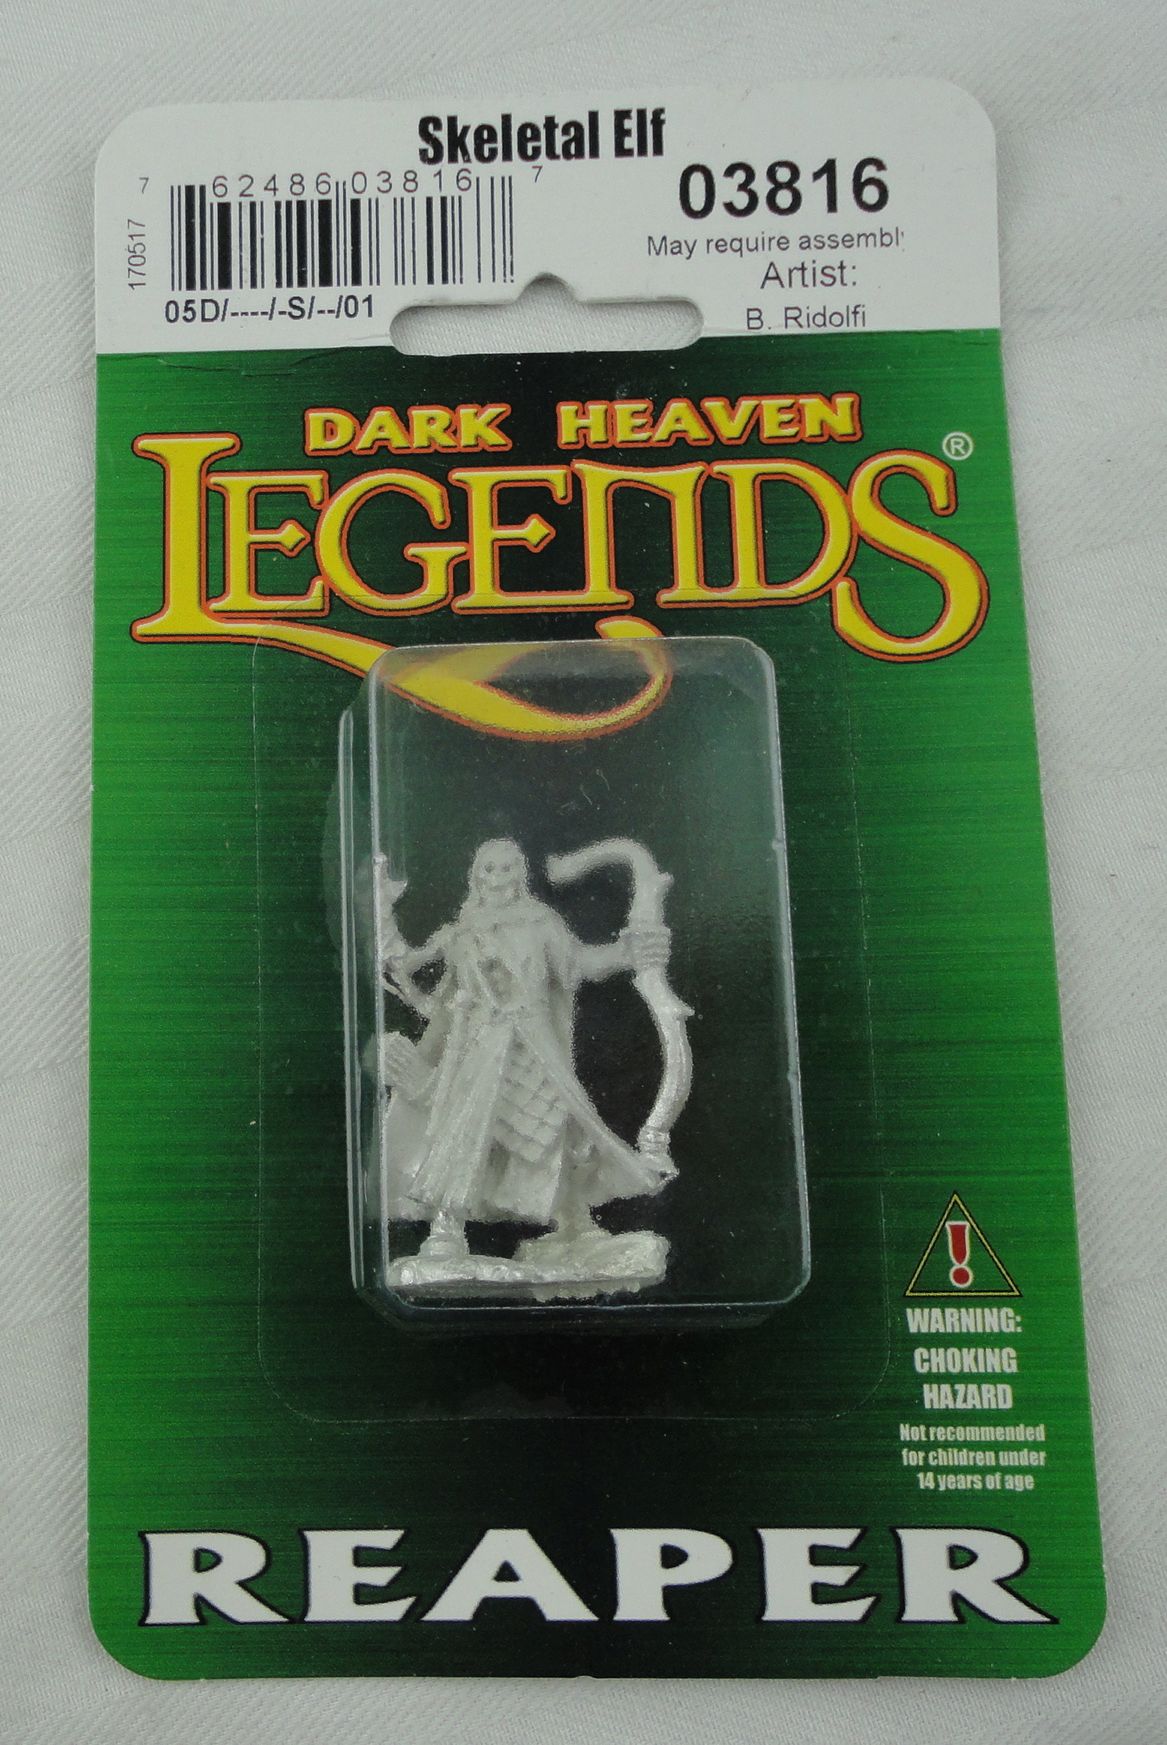 Skeletal Elf
7 62486 03816 7
170517
05D/----/-S/--/01
03816
May require assembl
Artist:
B. Ridolfi
DARK HEAVEN
LEGENDS®
WARNING:
CHOKING
HAZARD
Not recommended
for children under
14 years of age
REAPER